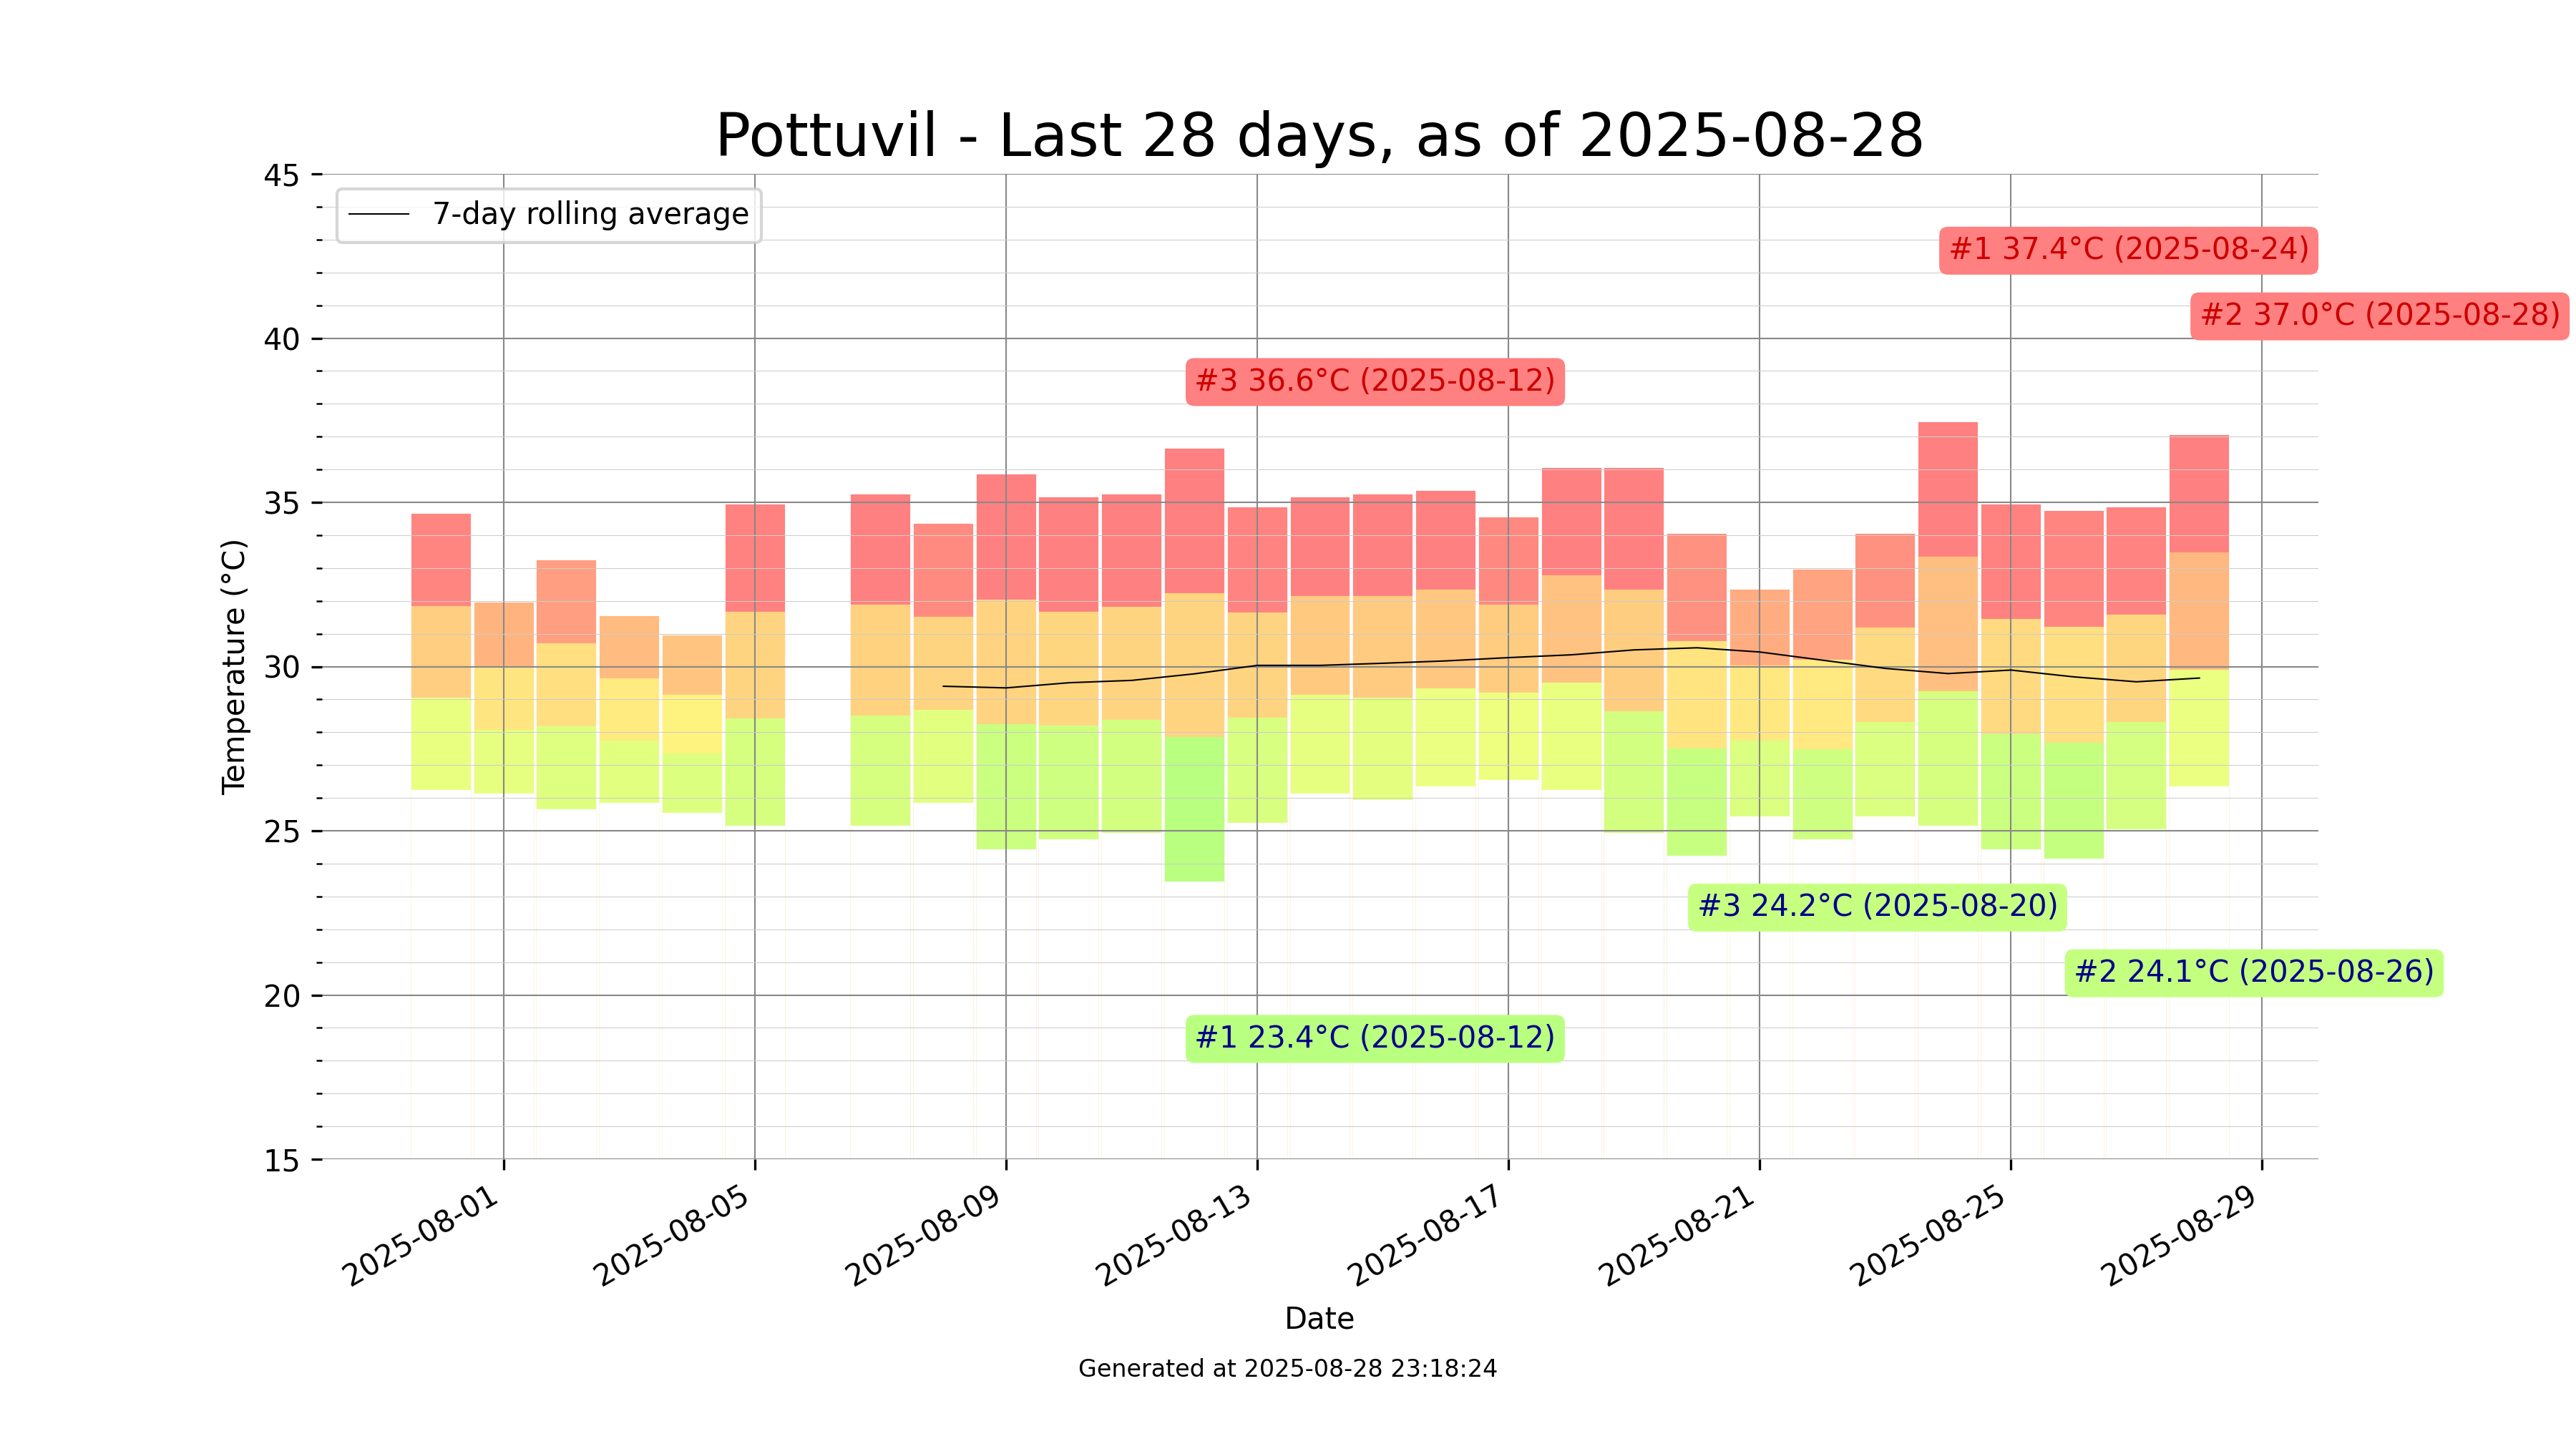 Pottuvil - Last 28 days, as of 2025-08-28
45
7-day rolling average
#1 37.4°C (2025-08-24)
#2 37.0°C (2025-08-28)
40
#3 36.6°C (2025-08-12)
35
Temperature (°C)
30
25
#3 24.2°C (2025-08-20)
#2 24.1°C (2025-08-26)
20
#1 23.4°C (2025-08-12)
15
2025-08-01
2025-08-05
2025-08-09
2025-08-13
2025-08-17
2025-08-21
2025-08-25
2025-08-29
Date
Generated at 2025-08-28 23:18:24